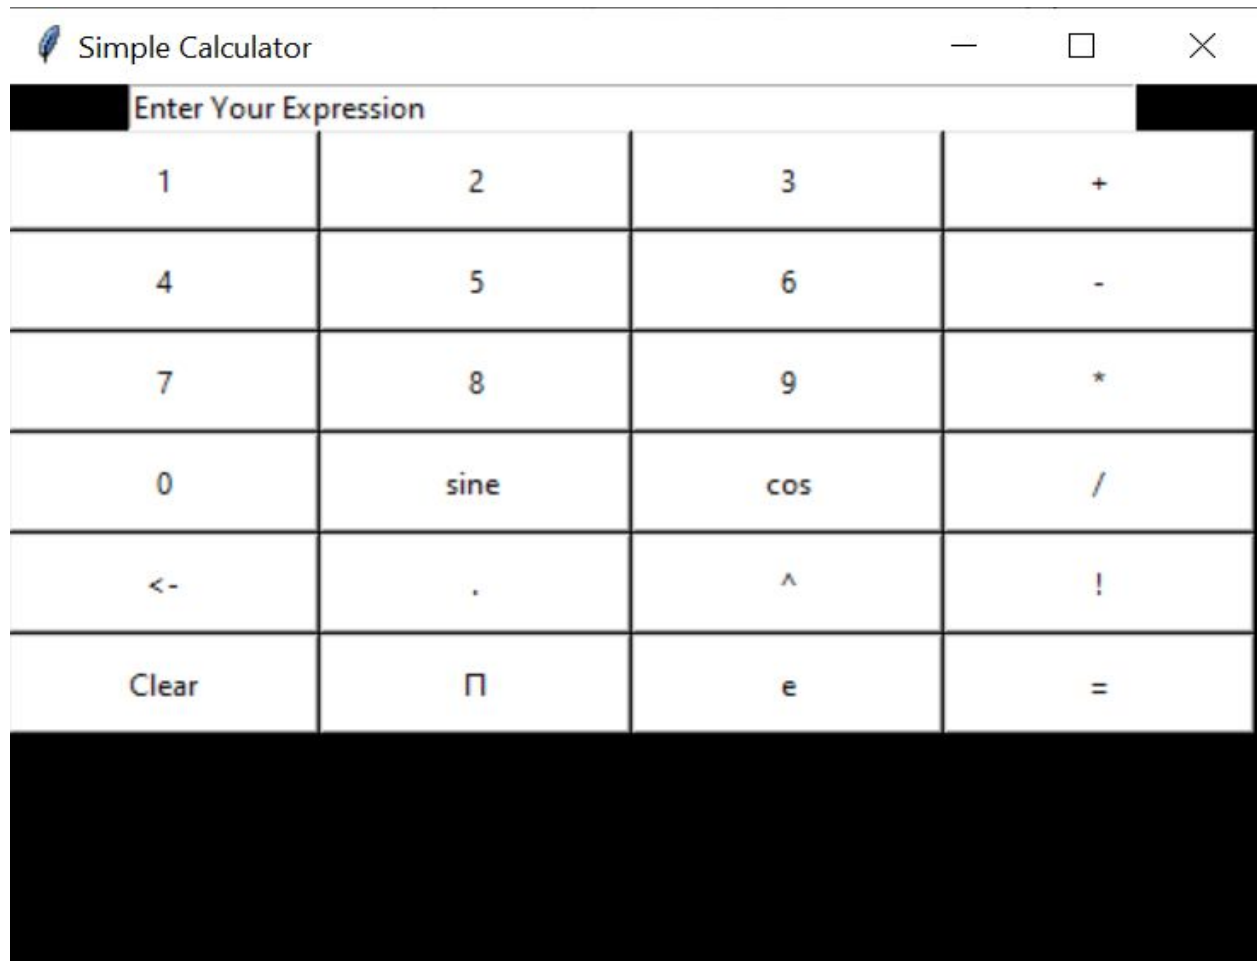 Simple Calculator
Enter Your Expression
1 2 3 +
4 5 6 -
7 8 9 *
0 sine cos /
<- . ^ !
Clear Π e =